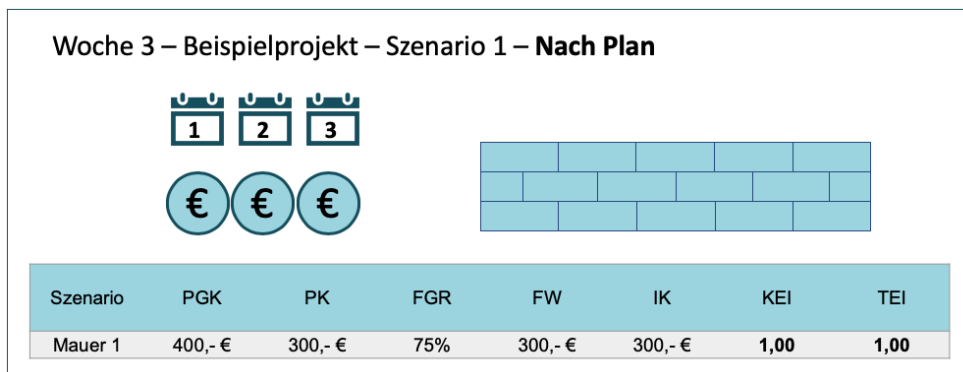 Woche 3 – Beispielprojekt – Szenario 1 – Nach Plan
1 2 3
€ € €
Szenario PGK PK FGR FW IK KEI TEI
Mauer 1 400,- € 300,- € 75% 300,- € 300,- € 1,00 1,00